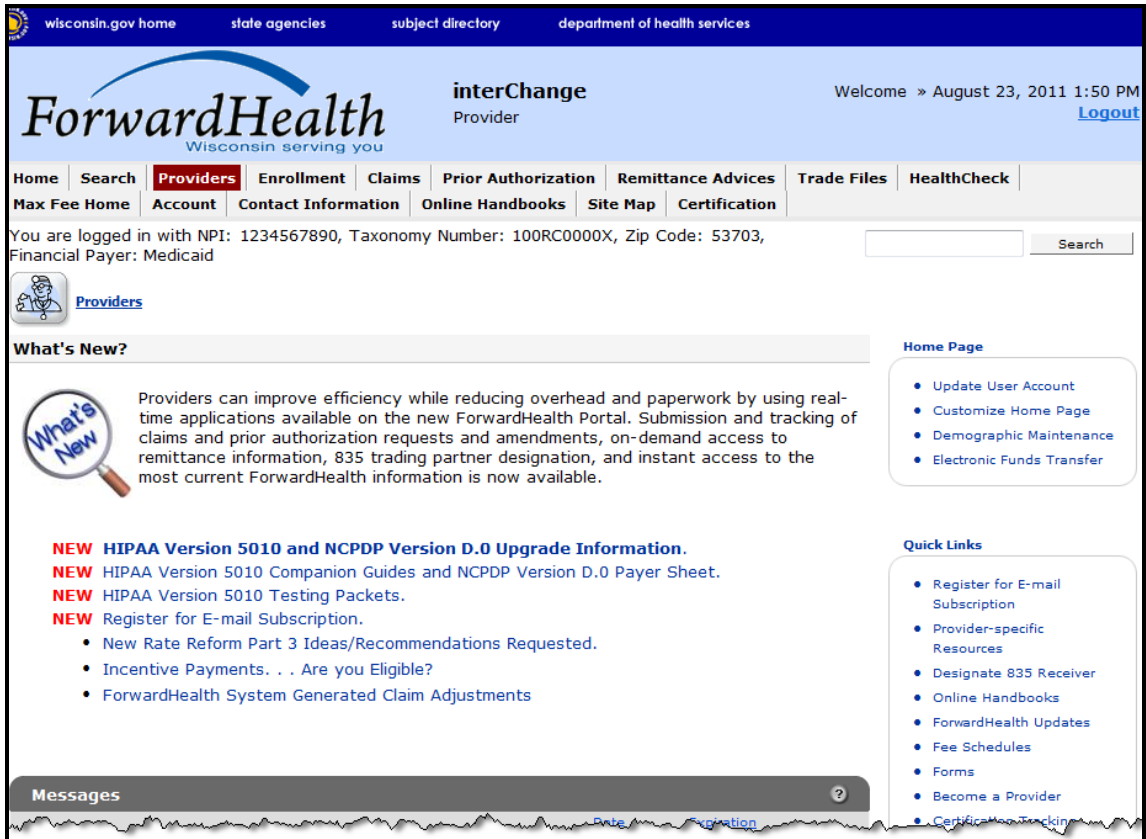 wisconsin.gov home state agencies subject directory department of health services
ForwardHealth
Wisconsin serving you
interChange
Provider
Welcome » August 23, 2011 1:50 PM
Logout
Home Search Providers Enrollment Claims Prior Authorization Remittance Advices Trade Files HealthCheck
Max Fee Home Account Contact Information Online Handbooks Site Map Certification
You are logged in with NPI: 1234567890, Taxonomy Number: 100RC0000X, Zip Code: 53703,
Financial Payer: Medicaid
Search
Providers
What's New?
What's
New
Providers can improve efficiency while reducing overhead and paperwork by using real-
time applications available on the new ForwardHealth Portal. Submission and tracking of
claims and prior authorization requests and amendments, on-demand access to
remittance information, 835 trading partner designation, and instant access to the
most current ForwardHealth information is now available.
NEW HIPAA Version 5010 and NCPDP Version D.0 Upgrade Information.
NEW HIPAA Version 5010 Companion Guides and NCPDP Version D.0 Payer Sheet.
NEW HIPAA Version 5010 Testing Packets.
NEW Register for E-mail Subscription.
• New Rate Reform Part 3 Ideas/Recommendations Requested.
• Incentive Payments. . . Are you Eligible?
• ForwardHealth System Generated Claim Adjustments
Messages ?
Date Expiration
Home Page
• Update User Account
• Customize Home Page
• Demographic Maintenance
• Electronic Funds Transfer
Quick Links
• Register for E-mail
Subscription
• Provider-specific
Resources
• Designate 835 Receiver
• Online Handbooks
• ForwardHealth Updates
• Fee Schedules
• Forms
• Become a Provider
• Certification Tracking